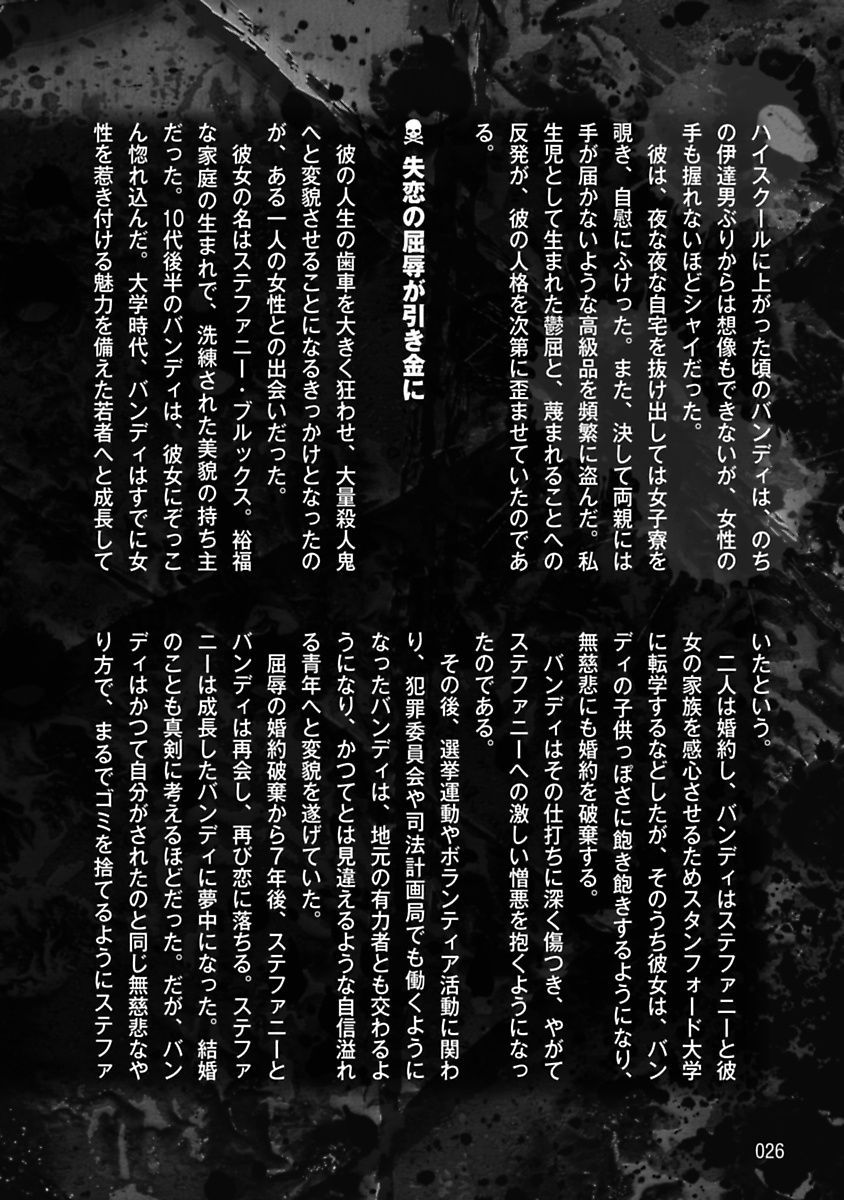 ハイスクールに上がった頃のバンディは、のち
の伊達男ぶりからは想像もできないが、女性の
手も握れないほどシャイだった。
彼は、夜な夜な自宅を抜け出しては女子寮を
覗き、自慰にふけった。また、決して両親には
手が届かないような高級品を頻繁に盗んだ。私
生児として生まれた鬱屈と、蔑まれることへの
反発が、彼の人格を次第に歪ませていたのであ
る。
失恋の屈辱が引き金に
彼の人生の歯車を大きく狂わせ、大量殺人鬼
へと変貌させることになるきっかけとなったの
が、ある一人の女性との出会いだった。
彼女の名はステファニー・ブルックス。裕福
な家庭の生まれで、洗練された美貌の持ち主
だった。10代後半のバンディは、彼女にぞっこ
ん惚れ込んだ。大学時代、バンディはすでに女
性を惹き付ける魅力を備えた若者へと成長して
いたという。
二人は婚約し、バンディはステファニーと彼
女の家族を感心させるためスタンフォード大学
に転学するなどしたが、そのうち彼女は、バン
ディの子供っぽさに飽き飽きするようになり、
無慈悲にも婚約を破棄する。
バンディはその仕打ちに深く傷つき、やがて
ステファニーへの激しい憎悪を抱くようになっ
たのである。
その後、選挙運動やボランティア活動に関わ
り、犯罪委員会や司法計画局でも働くように
なったバンディは、地元の有力者とも交わるよ
うになり、かつてとは見違えるような自信溢れ
る青年へと変貌を遂げていた。
屈辱の婚約破棄から７年後、ステファニーと
バンディは再会し、再び恋に落ちる。ステファ
ニーは成長したバンディに夢中になった。結婚
のことも真剣に考えるほどだった。だが、バン
ディはかつて自分がされたのと同じ無慈悲なや
り方で、まるでゴミを捨てるようにステファ
026